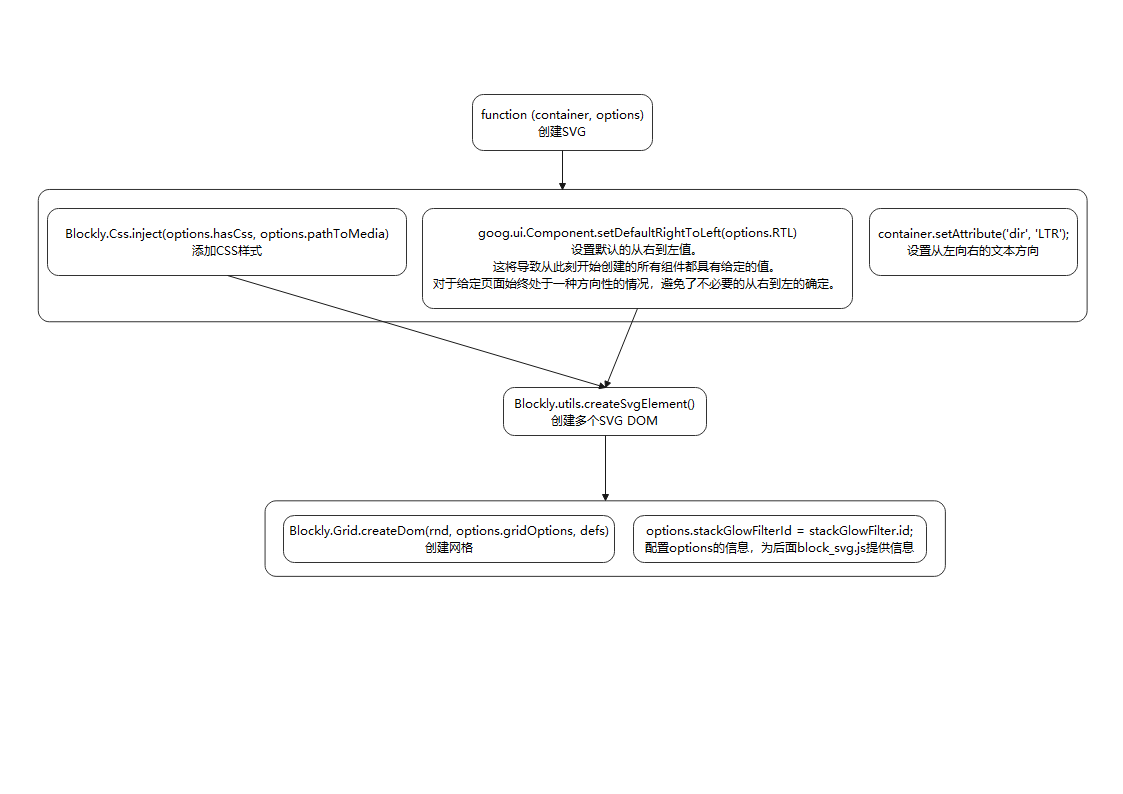 function (container, options)
创建SVG
Blockly.Css.inject(options.hasCss, options.pathToMedia)
添加CSS样式
goog.ui.Component.setDefaultRightToLeft(options.RTL)
设置默认的从右到左值。
这将导致从此刻开始创建的所有组件都具有给定的值。
对于给定页面始终处于一种方向性的情况，避免了不必要的从右到左的确定。
container.setAttribute('dir', 'LTR');
设置从左向右的文本方向
Blockly.utils.createSvgElement()
创建多个SVG DOM
Blockly.Grid.createDom(rnd, options.gridOptions, defs)
创建网格
options.stackGlowFilterId = stackGlowFilter.id;
配置options的信息，为后面block_svg.js提供信息